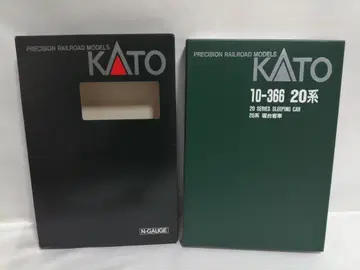 PRECISION RAILROAD MODELS
KATO
N-GAUGE
PRECISION RAILROAD MODELS
KATO
10-366 20系
20 SERIES SLEEPING CAR
20系 寝台客車